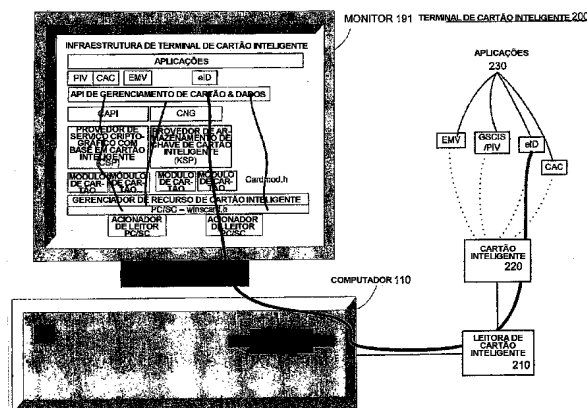 MONITOR 191
TERMINAL DE CARTÃO INTELIGENTE 200
INFRAESTRUTURA DE TERMINAL DE CARTÃO INTELIGENTE
APLICAÇÕES
PIV CAC EMV eID
API DE GERENCIAMENTO DE CARTÃO & DADOS
CAPI CNG
PROVEDOR DE
SERVIÇO CRIPTO-
GRÁFICO COM
BASE EM CARTÃO
INTELIGENTE
(CSP)
PROVEDOR DE AR-
MAZENAMENTO DE
CHAVE DE CARTÃO
INTELIGENTE
(KSP)
MÓDULO
DE CAR-
TÃO
MÓDULO
DE CAR-
TÃO
MÓDULO
DE CAR-
TÃO
MÓDULO
DE CAR-
TÃO
Cardmod.h
GERENCIADOR DE RECURSO DE CARTÃO INTELIGENTE
PC/SC – winscard.h
ACIONADOR
DE LEITOR
PC/SC
ACIONADOR
DE LEITOR
PC/SC
COMPUTADOR 110
APLICAÇÕES
230
EMV
GSCIS
/PIV
eID
CAC
CARTÃO
INTELIGENTE
220
LEITORA DE
CARTÃO
INTELIGENTE
210